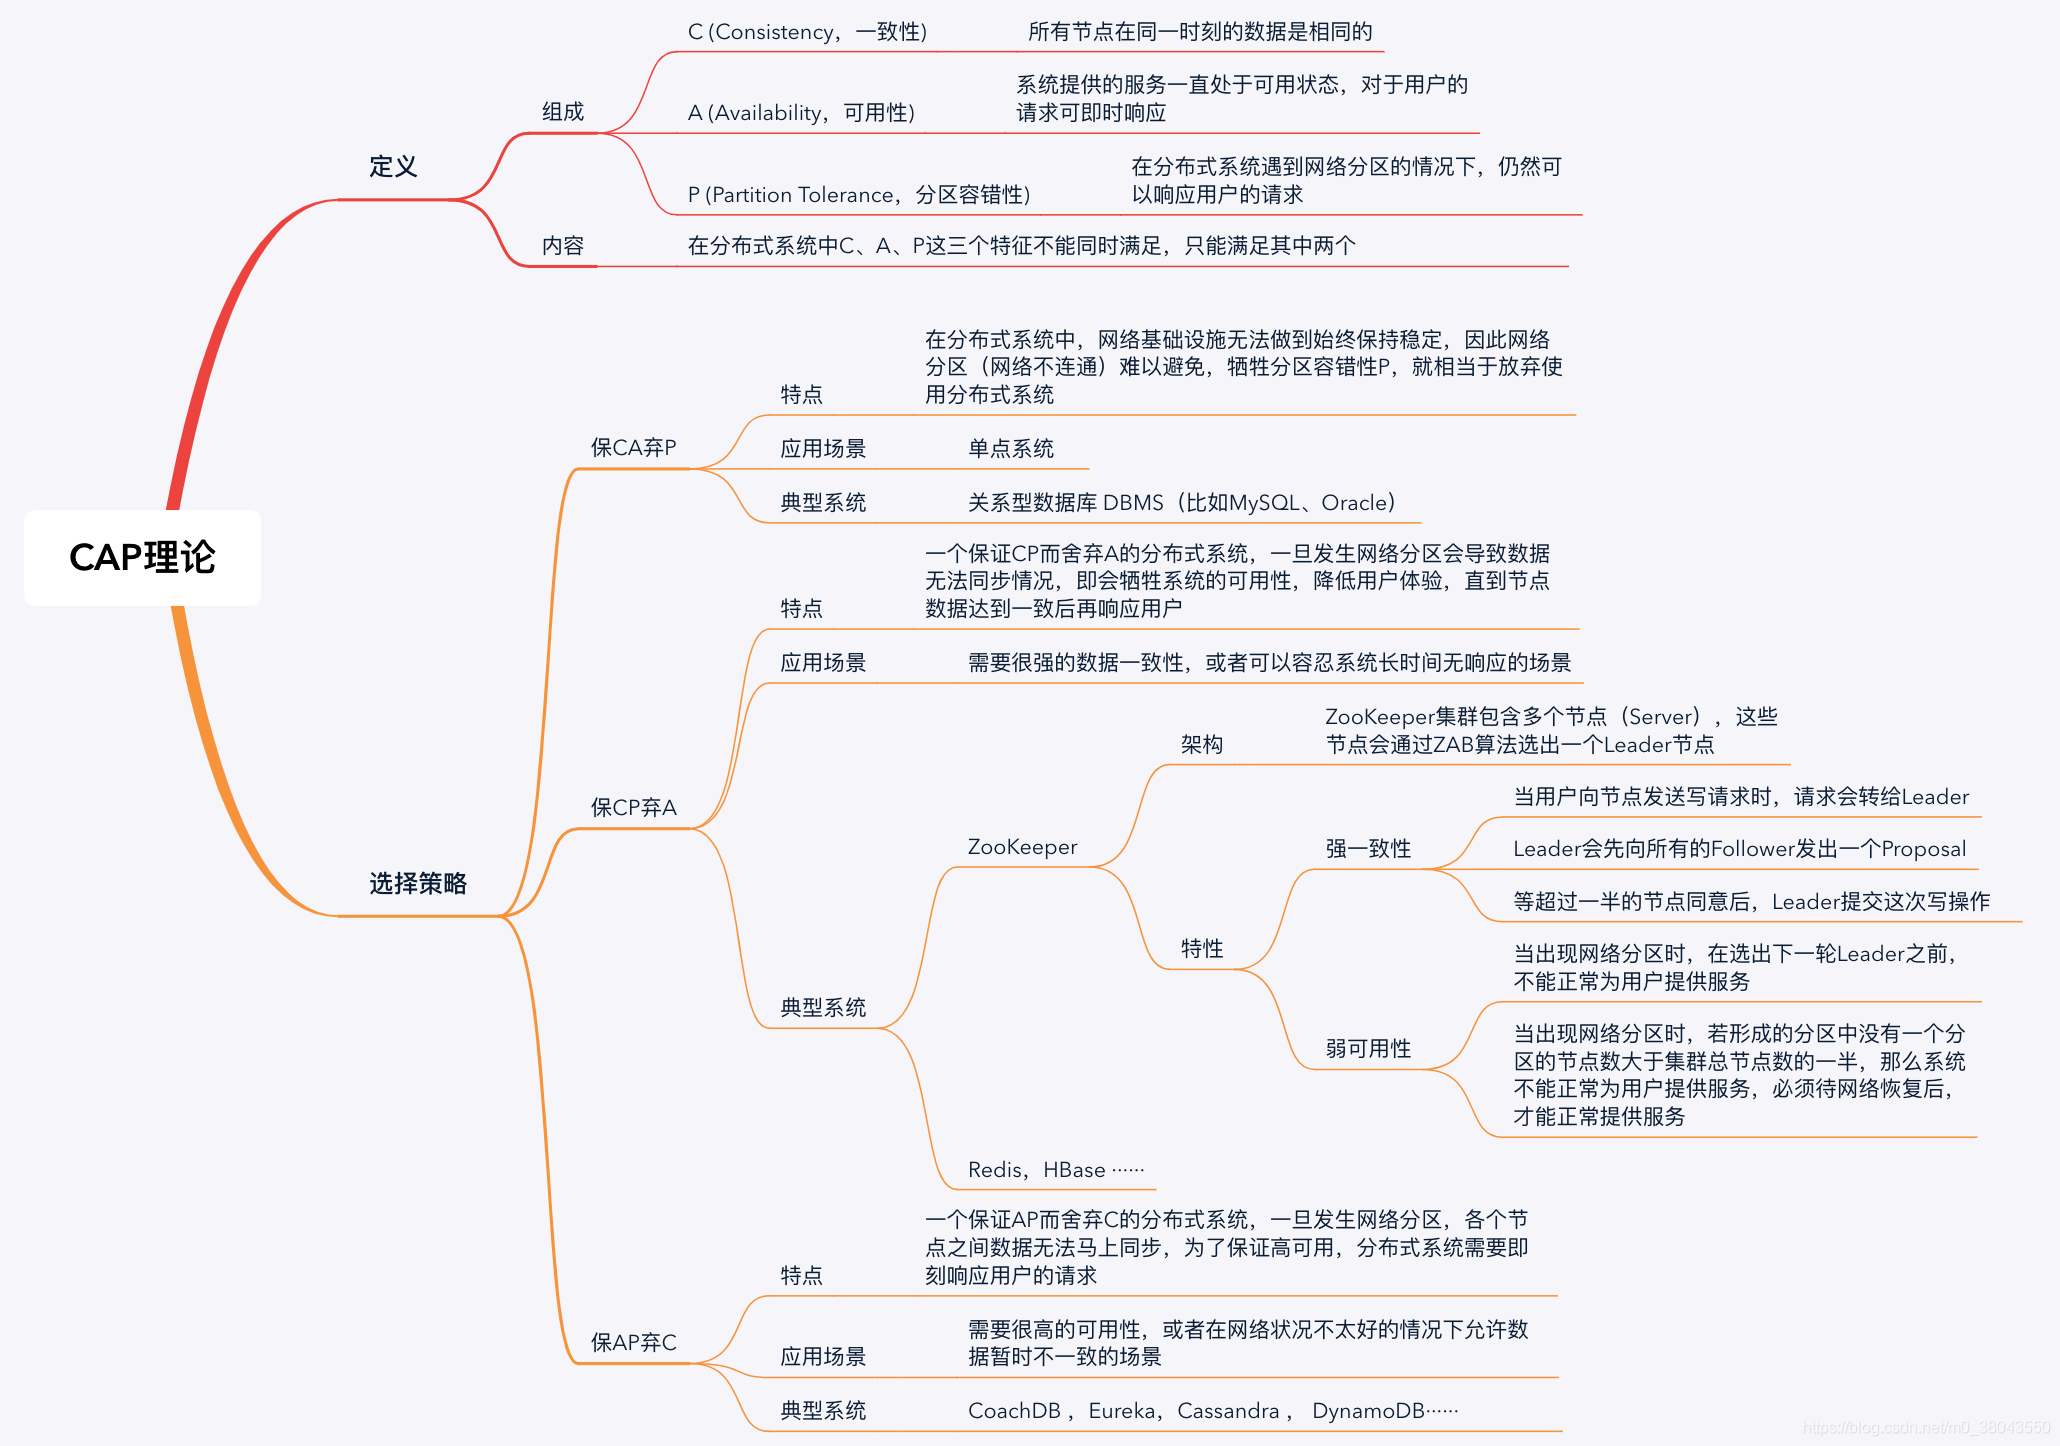 CAP理论
定义
组成
C (Consistency，一致性)
所有节点在同一时刻的数据是相同的
A (Availability，可用性)
系统提供的服务一直处于可用状态，对于用户的
请求可即时响应
P (Partition Tolerance，分区容错性)
在分布式系统遇到网络分区的情况下，仍然可
以响应用户的请求
内容
在分布式系统中C、A、P这三个特征不能同时满足，只能满足其中两个
选择策略
保CA弃P
特点
在分布式系统中，网络基础设施无法做到始终保持稳定，因此网络
分区（网络不连通）难以避免，牺牲分区容错性P，就相当于放弃使
用分布式系统
应用场景
单点系统
典型系统
关系型数据库 DBMS（比如MySQL、Oracle）
保CP弃A
特点
一个保证CP而舍弃A的分布式系统，一旦发生网络分区会导致数据
无法同步情况，即会牺牲系统的可用性，降低用户体验，直到节点
数据达到一致后再响应用户
应用场景
需要很强的数据一致性，或者可以容忍系统长时间无响应的场景
典型系统
ZooKeeper
架构
ZooKeeper集群包含多个节点（Server），这些
节点会通过ZAB算法选出一个Leader节点
特性
强一致性
当用户向节点发送写请求时，请求会转给Leader
Leader会先向所有的Follower发出一个Proposal
等超过一半的节点同意后，Leader提交这次写操作
弱可用性
当出现网络分区时，在选出下一轮Leader之前，
不能正常为用户提供服务
当出现网络分区时，若形成的分区中没有一个分
区的节点数大于集群总节点数的一半，那么系统
不能正常为用户提供服务，必须待网络恢复后，
才能正常提供服务
Redis，HBase ······
保AP弃C
特点
一个保证AP而舍弃C的分布式系统，一旦发生网络分区，各个节
点之间数据无法马上同步，为了保证高可用，分布式系统需要即
刻响应用户的请求
应用场景
需要很高的可用性，或者在网络状况不太好的情况下允许数
据暂时不一致的场景
典型系统
CoachDB ，Eureka，Cassandra ， DynamoDB······
https://blog.csdn.net/m0_38043550